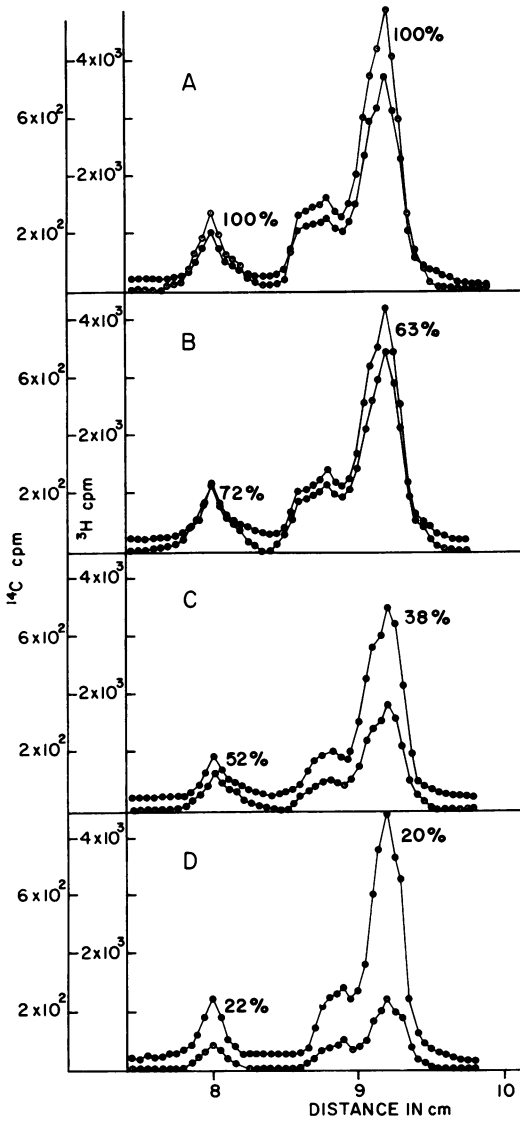 4x10³
A
100%
6x10²
2x10³
100%
2x10²
4x10³
B
63%
6x10²
2x10³
72%
2x10²
¹⁴C cpm
³H cpm
4x10³
C
38%
6x10²
2x10³
52%
2x10²
4x10³
D
20%
6x10²
2x10³
22%
2x10²
8 9 10
DISTANCE IN cm